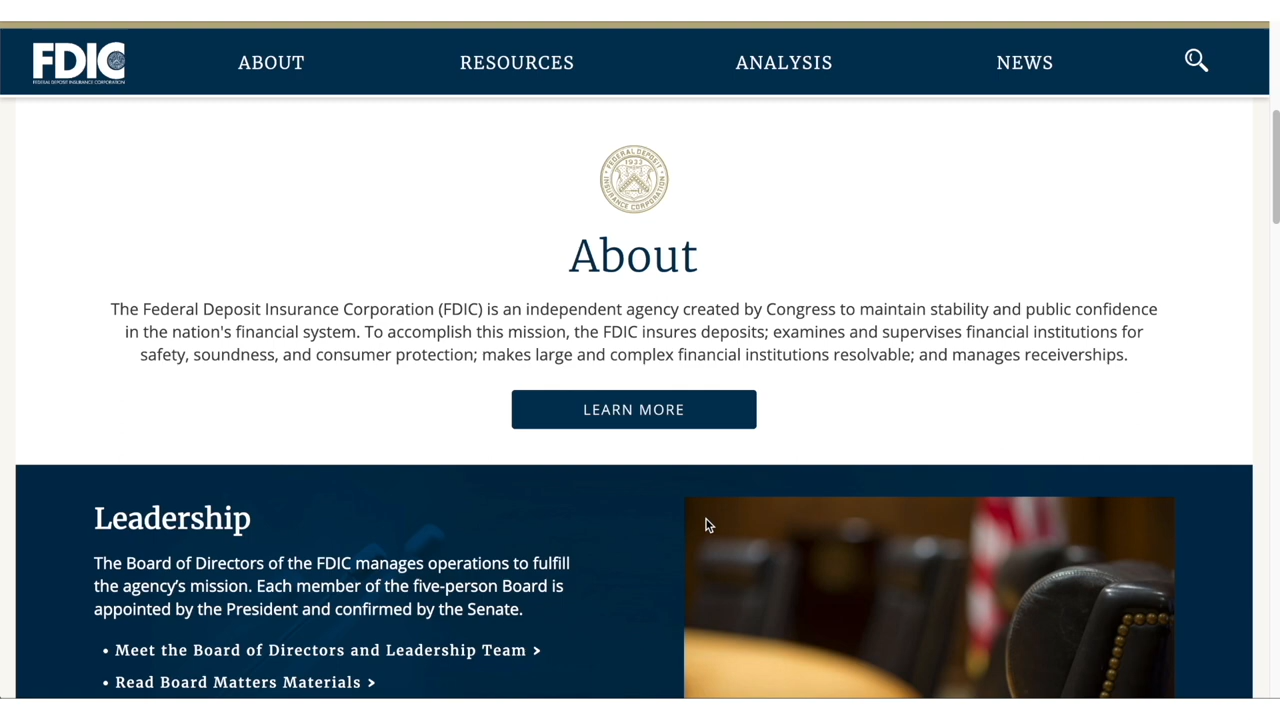 FDIC
FEDERAL DEPOSIT INSURANCE CORPORATION
ABOUT
RESOURCES
ANALYSIS
NEWS
FEDERAL DEPOSIT INSURANCE CORPORATION
1933
About
The Federal Deposit Insurance Corporation (FDIC) is an independent agency created by Congress to maintain stability and public confidence
in the nation's financial system. To accomplish this mission, the FDIC insures deposits; examines and supervises financial institutions for
safety, soundness, and consumer protection; makes large and complex financial institutions resolvable; and manages receiverships.
LEARN MORE
Leadership
The Board of Directors of the FDIC manages operations to fulfill
the agency’s mission. Each member of the five-person Board is
appointed by the President and confirmed by the Senate.
• Meet the Board of Directors and Leadership Team >
• Read Board Matters Materials >